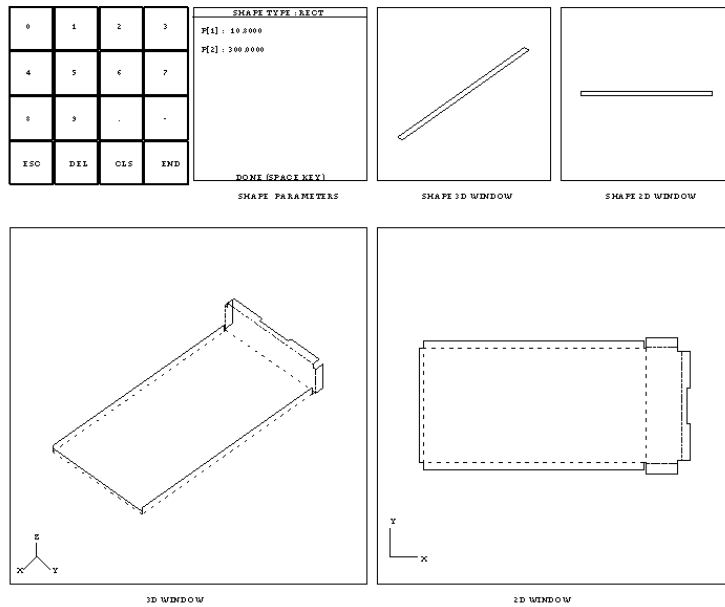 0 1 2 3
4 5 6 7
8 9 . -
ESC DEL CLS END
SHAPE TYPE : RECT
P[1] : 10.8000
P[2] : 300.0000
DONE (SPACE KEY)
SHAPE PARAMETERS
SHAPE 3D WINDOW
SHAPE 2D WINDOW
Z
X Y
3D WINDOW
Y
X
2D WINDOW